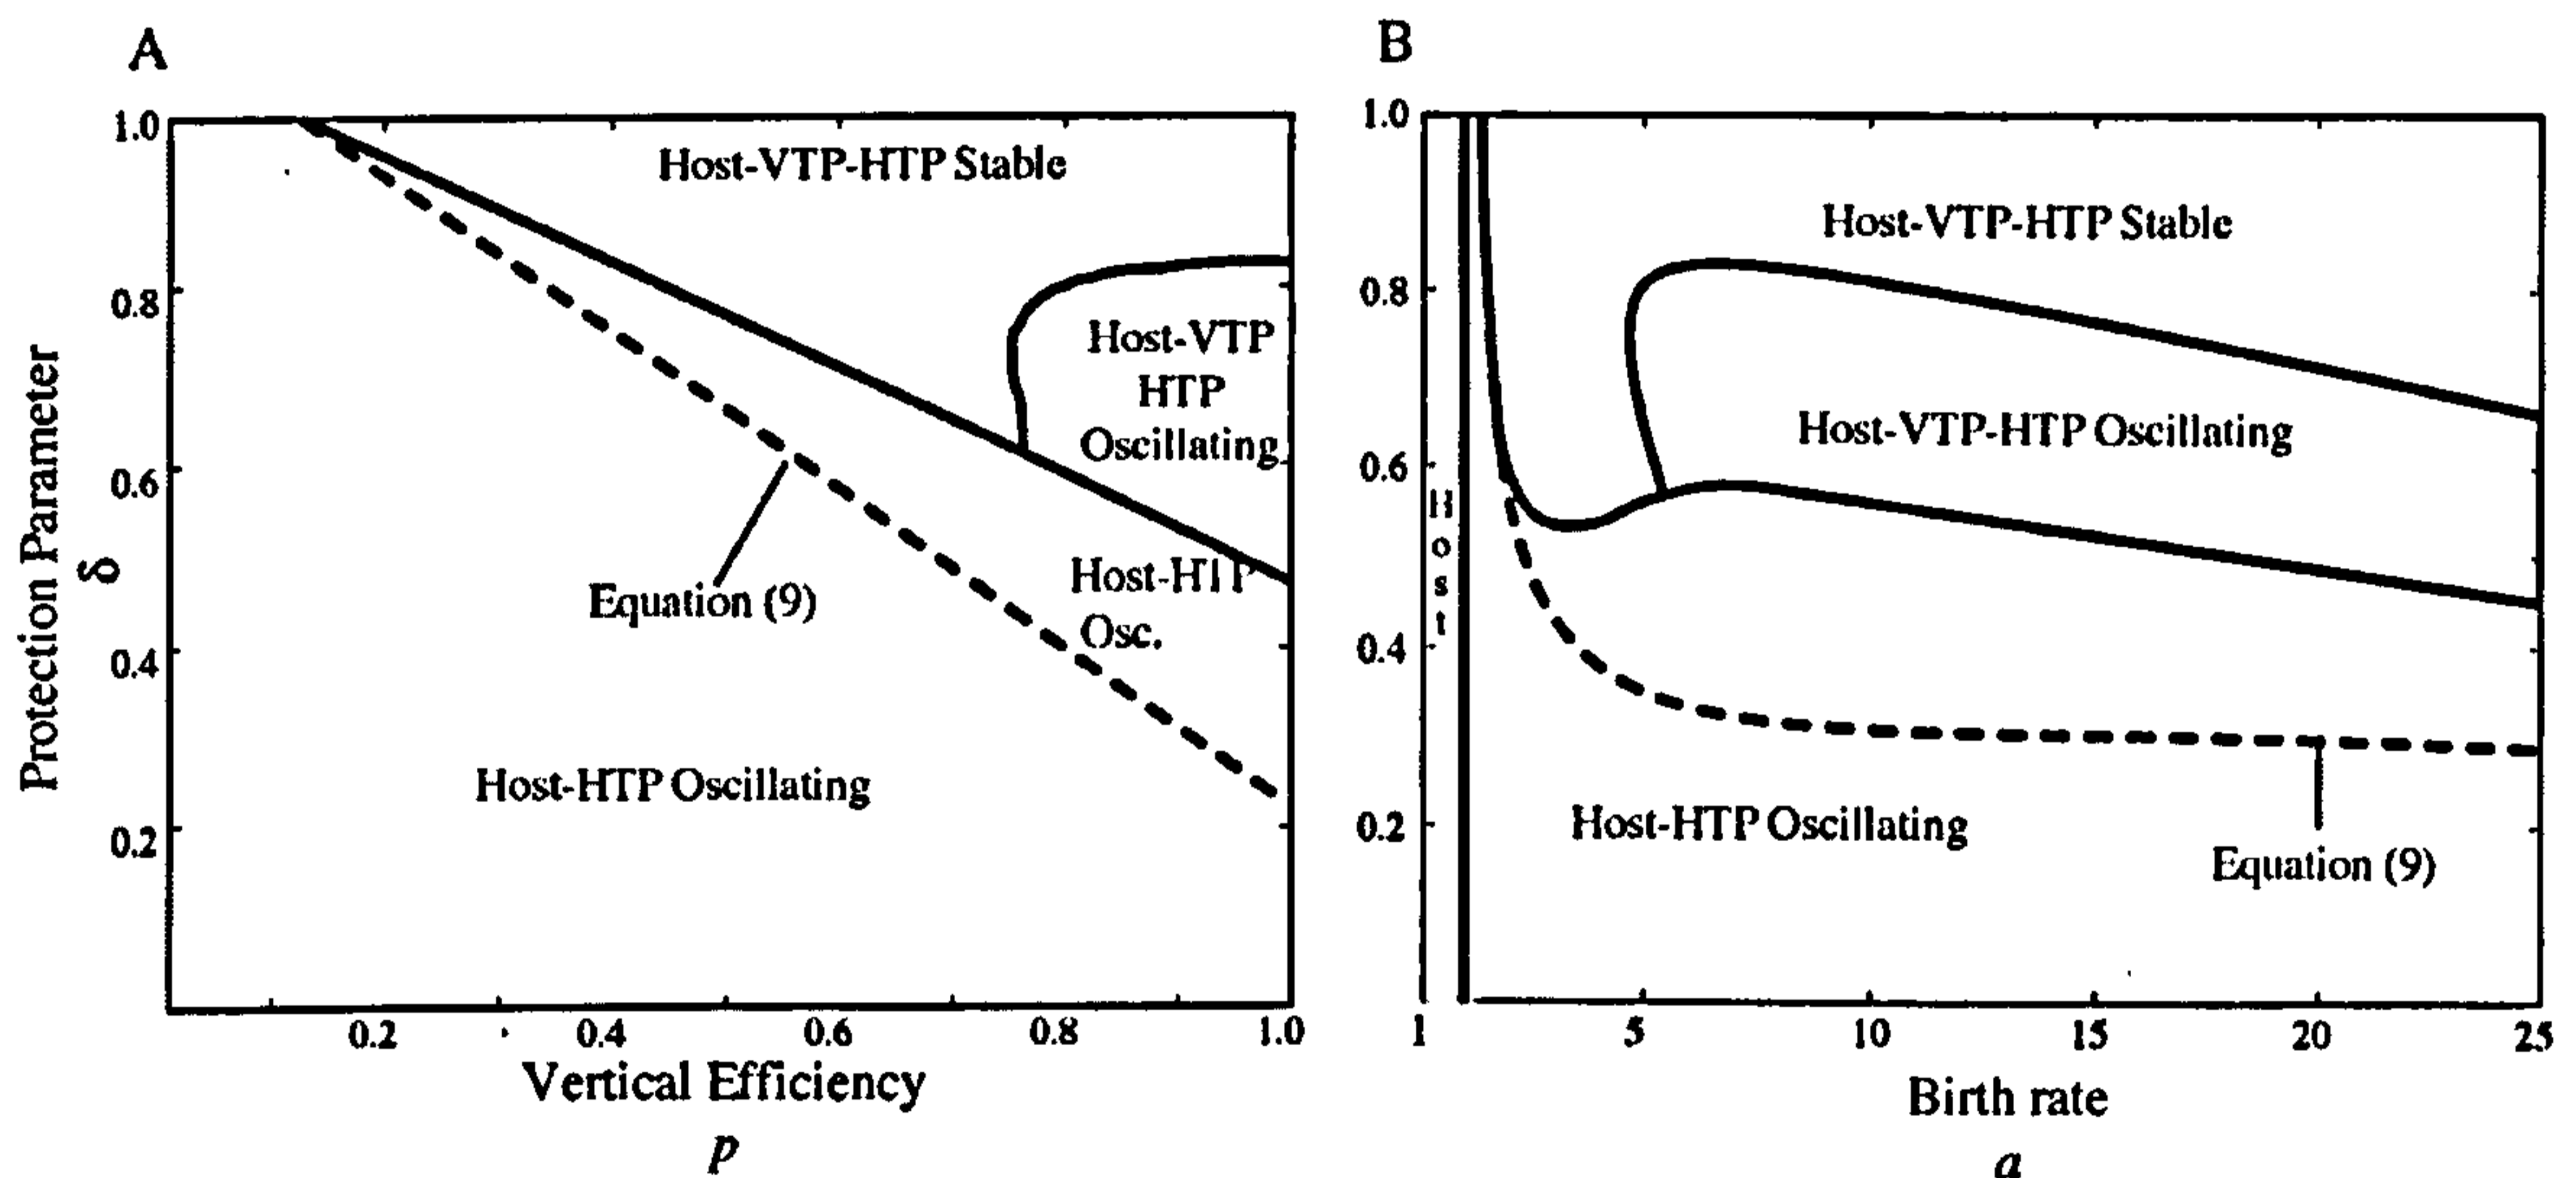 A
1.0
0.8
0.6
0.4
0.2
Protection Parameter
δ
Host-VTP-HTP Stable
Host-VTP
HTP
Oscillating
Equation (9)
Host-HTP
Osc.
Host-HTP Oscillating
0.2
0.4
0.6
0.8
1.0
Vertical Efficiency
p
B
1.0
0.8
0.6
0.4
0.2
Host
Host-VTP-HTP Stable
Host-VTP-HTP Oscillating
Host-HTP Oscillating
Equation (9)
1
5
10
15
20
25
Birth rate
a